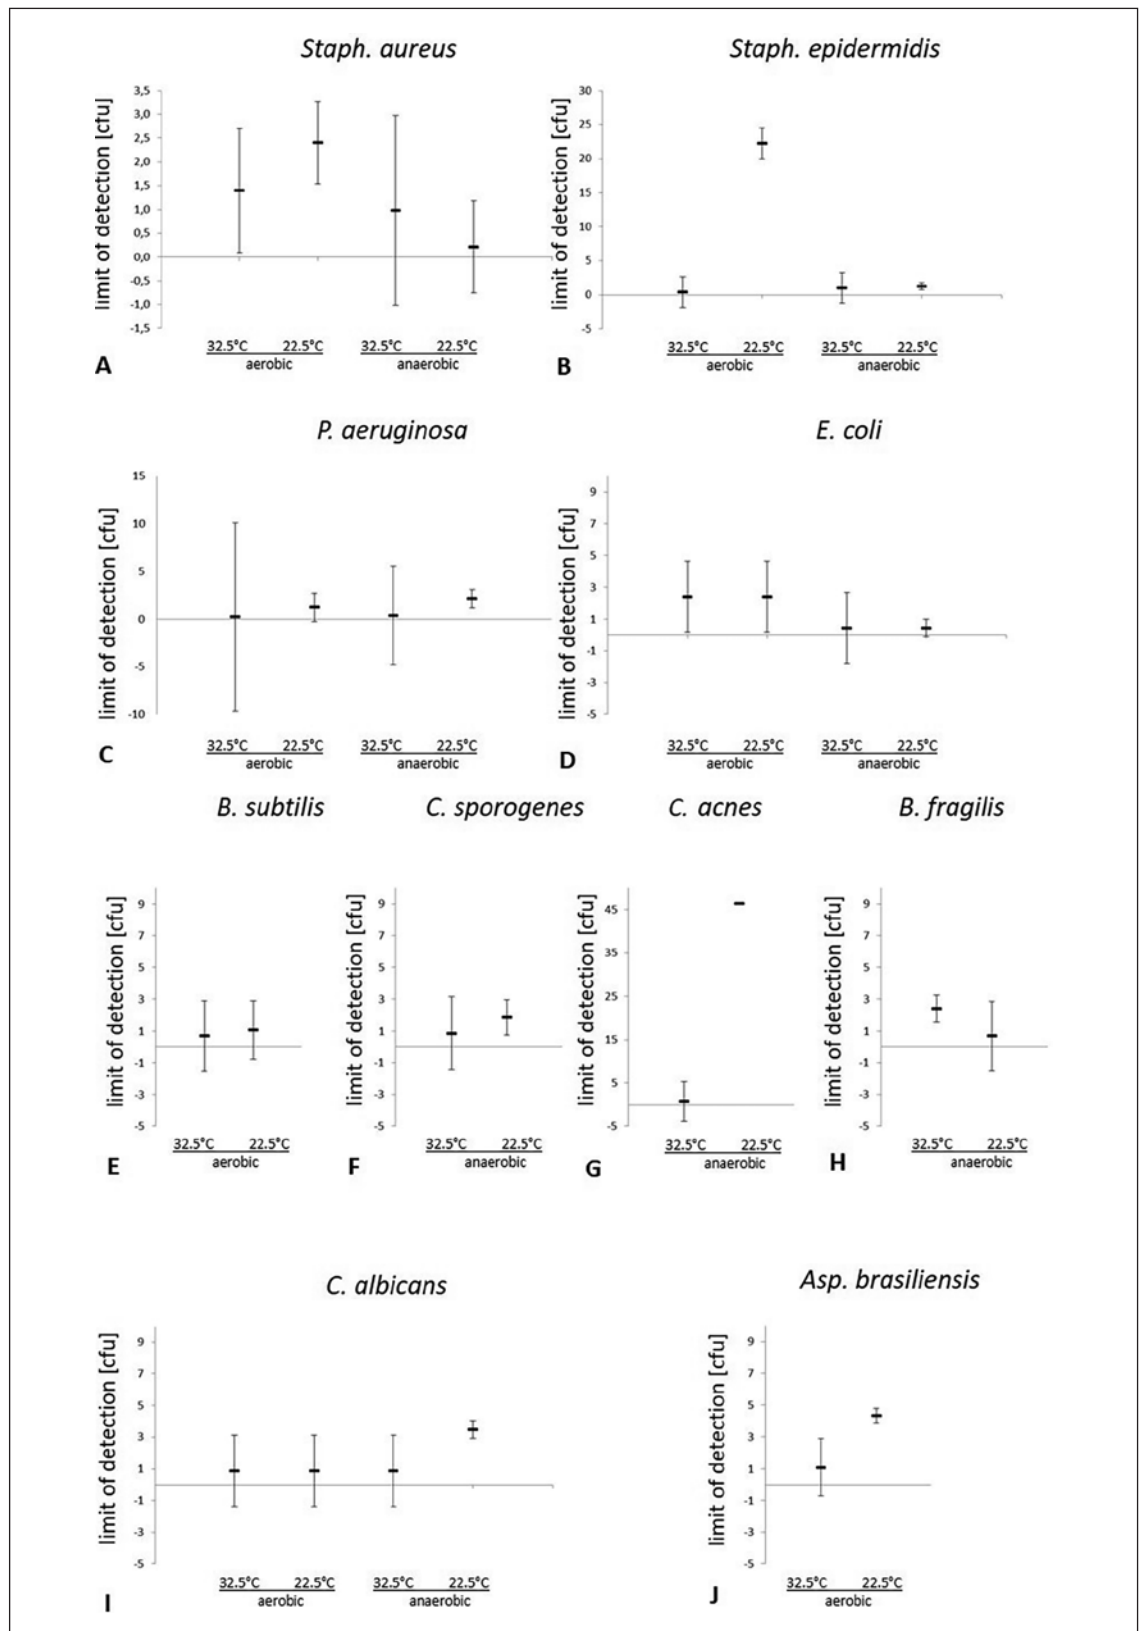 Staph. aureus
Staph. epidermidis
limit of detection [cfu]
3,5
3,0
2,5
2,0
1,5
1,0
0,5
0,0
-0,5
-1,0
-1,5
32.5°C 22.5°C 32.5°C 22.5°C
aerobic anaerobic
A
limit of detection [cfu]
30
25
20
15
10
5
0
-5
32.5°C 22.5°C 32.5°C 22.5°C
aerobic anaerobic
B
P. aeruginosa
E. coli
limit of detection [cfu]
15
10
5
0
-5
-10
32.5°C 22.5°C 32.5°C 22.5°C
aerobic anaerobic
C
limit of detection [cfu]
9
7
5
3
1
-1
-3
-5
32.5°C 22.5°C 32.5°C 22.5°C
aerobic anaerobic
D
B. subtilis
C. sporogenes
C. acnes
B. fragilis
limit of detection [cfu]
9
7
5
3
1
-1
-3
-5
32.5°C 22.5°C
aerobic
E
limit of detection [cfu]
9
7
5
3
1
-1
-3
-5
32.5°C 22.5°C
anaerobic
F
limit of detection [cfu]
45
35
25
15
5
-5
32.5°C 22.5°C
anaerobic
G
limit of detection [cfu]
9
7
5
3
1
-1
-3
-5
32.5°C 22.5°C
anaerobic
H
C. albicans
Asp. brasiliensis
limit of detection [cfu]
9
7
5
3
1
-1
-3
-5
32.5°C 22.5°C 32.5°C 22.5°C
aerobic anaerobic
I
limit of detection [cfu]
9
7
5
3
1
-1
-3
-5
32.5°C 22.5°C
aerobic
J